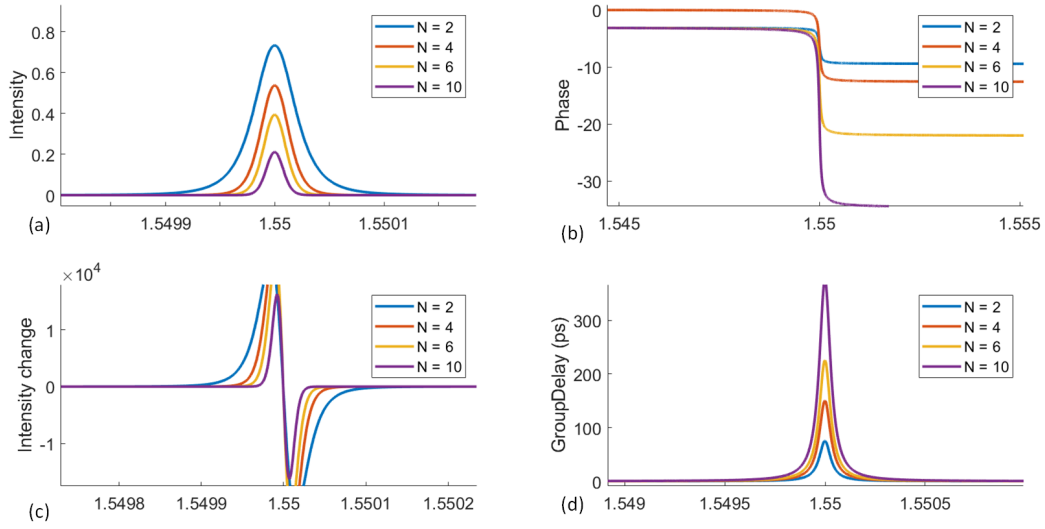 Intensity
0.8
0.6
0.4
0.2
0
1.5499
1.55
1.5501
N = 2
N = 4
N = 6
N = 10
(a)
Phase
0
-10
-20
-30
1.545
1.55
1.555
N = 2
N = 4
N = 6
N = 10
(b)
×10⁴
Intensity change
1
0
-1
1.5498
1.5499
1.55
1.5501
1.5502
N = 2
N = 4
N = 6
N = 10
(c)
GroupDelay (ps)
300
200
100
0
1.549
1.5495
1.55
1.5505
N = 2
N = 4
N = 6
N = 10
(d)